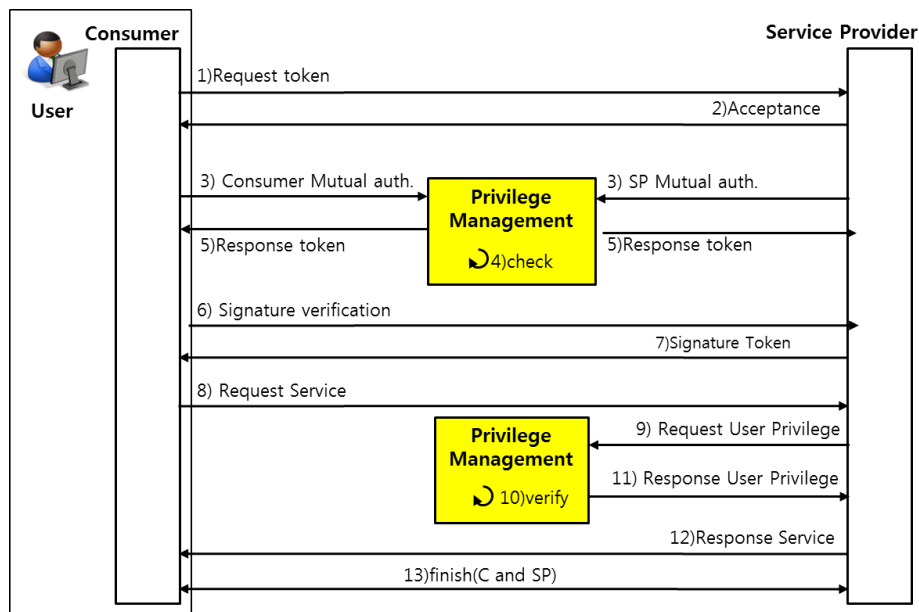 Consumer
Service Provider
User
1)Request token
2)Acceptance
3) Consumer Mutual auth.
3) SP Mutual auth.
Privilege
Management
4)check
5)Response token
5)Response token
6) Signature verification
7)Signature Token
8) Request Service
9) Request User Privilege
Privilege
Management
10)verify
11) Response User Privilege
12)Response Service
13)finish(C and SP)